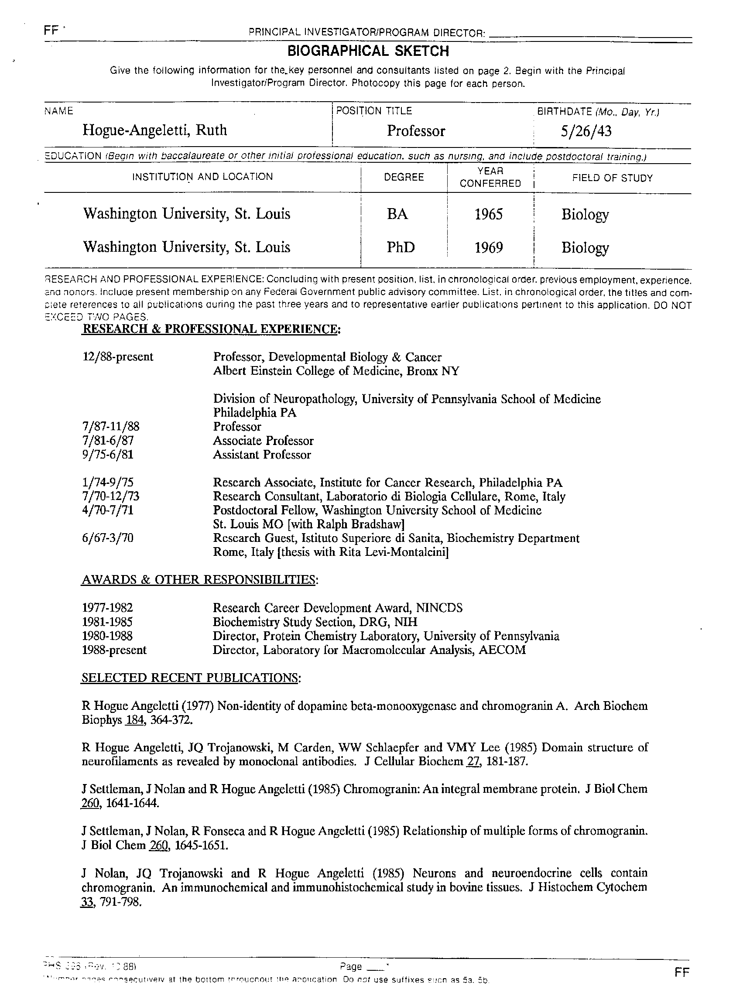 FF
PRINCIPAL INVESTIGATOR/PROGRAM DIRECTOR:
BIOGRAPHICAL SKETCH
Give the following information for the key personnel and consultants listed on page 2. Begin with the Principal
Investigator/Program Director. Photocopy this page for each person.
NAME POSITION TITLE BIRTHDATE (Mo., Day, Yr.)
Hogue-Angeletti, Ruth Professor 5/26/43
EDUCATION (Begin with baccalaureate or other initial professional education, such as nursing, and include postdoctoral training.)
INSTITUTION AND LOCATION DEGREE YEAR CONFERRED FIELD OF STUDY
Washington University, St. Louis BA 1965 Biology
Washington University, St. Louis PhD 1969 Biology
RESEARCH AND PROFESSIONAL EXPERIENCE: Concluding with present position, list, in chronological order, previous employment, experience,
and honors. Include present membership on any Federal Government public advisory committee. List, in chronological order, the titles and com-
plete references to all publications during the past three years and to representative earlier publications pertinent to this application. DO NOT
EXCEED TWO PAGES.
RESEARCH & PROFESSIONAL EXPERIENCE:
12/88-present Professor, Developmental Biology & Cancer
Albert Einstein College of Medicine, Bronx NY
Division of Neuropathology, University of Pennsylvania School of Medicine
Philadelphia PA
7/87-11/88 Professor
7/81-6/87 Associate Professor
9/75-6/81 Assistant Professor
1/74-9/75 Research Associate, Institute for Cancer Research, Philadelphia PA
7/70-12/73 Research Consultant, Laboratorio di Biologia Cellulare, Rome, Italy
4/70-7/71 Postdoctoral Fellow, Washington University School of Medicine
St. Louis MO [with Ralph Bradshaw]
6/67-3/70 Research Guest, Istituto Superiore di Sanita, Biochemistry Department
Rome, Italy [thesis with Rita Levi-Montalcini]
AWARDS & OTHER RESPONSIBILITIES:
1977-1982 Research Career Development Award, NINCDS
1981-1985 Biochemistry Study Section, DRG, NIH
1980-1988 Director, Protein Chemistry Laboratory, University of Pennsylvania
1988-present Director, Laboratory for Macromolecular Analysis, AECOM
SELECTED RECENT PUBLICATIONS:
R Hogue Angeletti (1977) Non-identity of dopamine beta-monooxygenase and chromogranin A. Arch Biochem
Biophys 184, 364-372.
R Hogue Angeletti, JQ Trojanowski, M Carden, WW Schlaepfer and VMY Lee (1985) Domain structure of
neurofilaments as revealed by monoclonal antibodies. J Cellular Biochem 27, 181-187.
J Settleman, J Nolan and R Hogue Angeletti (1985) Chromogranin: An integral membrane protein. J Biol Chem
260, 1641-1644.
J Settleman, J Nolan, R Fonseca and R Hogue Angeletti (1985) Relationship of multiple forms of chromogranin.
J Biol Chem 260, 1645-1651.
J Nolan, JQ Trojanowski and R Hogue Angeletti (1985) Neurons and neuroendocrine cells contain
chromogranin. An immunochemical and immunohistochemical study in bovine tissues. J Histochem Cytochem
33, 791-798.
PHS 398 (Rev. 10/88) Page ___ FF
pages consecutively at the bottom throughout the application. Do not use suffixes such as 5a, 5b.